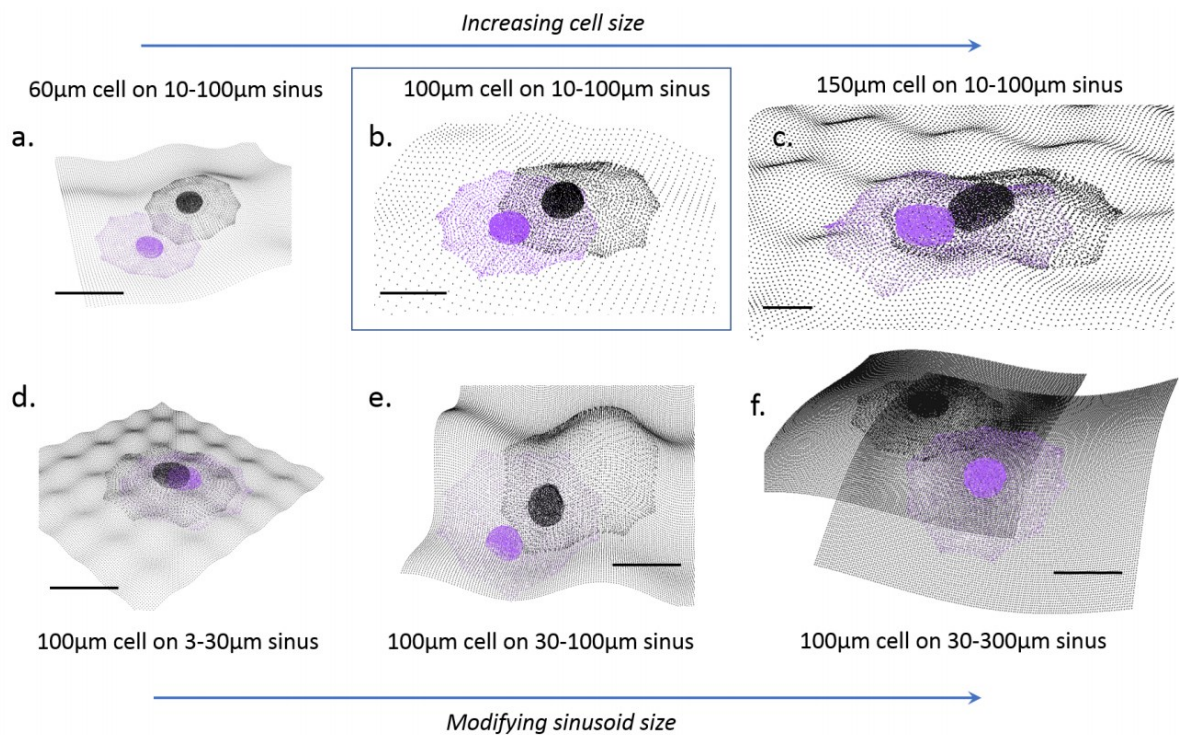 Increasing cell size
60µm cell on 10-100µm sinus
100µm cell on 10-100µm sinus
150µm cell on 10-100µm sinus
a.
b.
c.
d.
e.
f.
100µm cell on 3-30µm sinus
100µm cell on 30-100µm sinus
100µm cell on 30-300µm sinus
Modifying sinusoid size